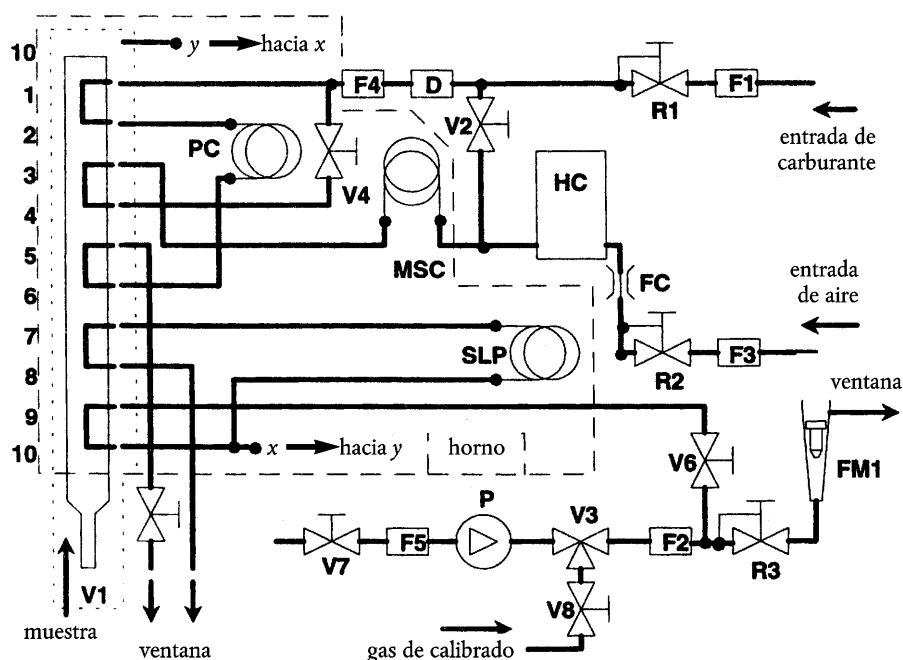 10
y
hacia x
1
F4
D
F1
R1
2
PC
V2
entrada de
carburante
3
V4
HC
4
5
MSC
FC
entrada
de aire
6
7
SLP
F3
8
R2
ventana
9
10
x
hacia y
horno
V6
FM1
P
V3
F5
F2
V7
R3
V1
V8
muestra
ventana
gas de calibrado